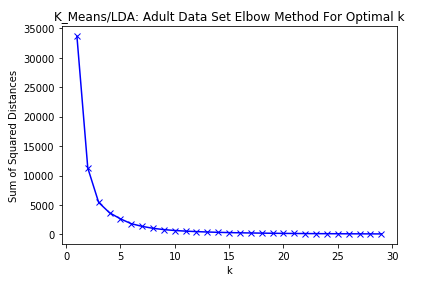 K_Means/LDA: Adult Data Set Elbow Method For Optimal k
35000
30000
25000
20000
15000
10000
5000
0
Sum of Squared Distances
0 5 10 15 20 25 30
k